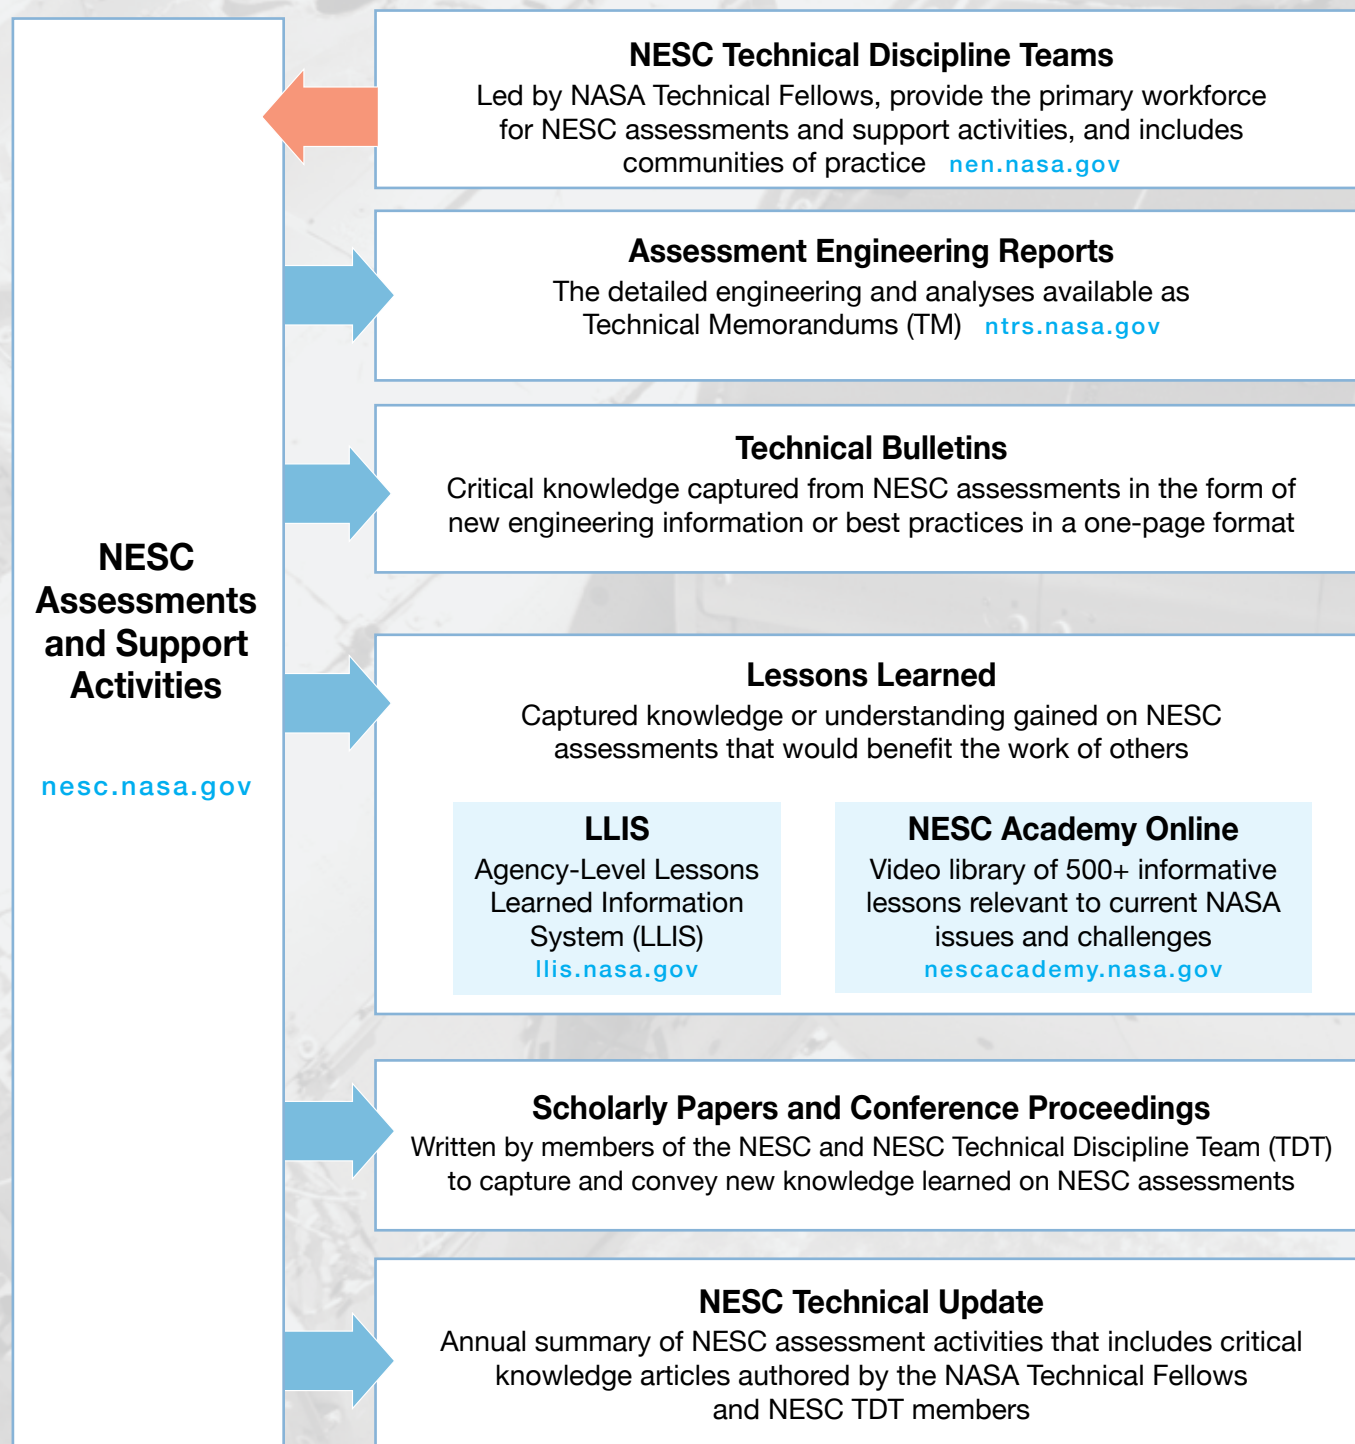 NESC
Assessments
and Support
Activities
nesc.nasa.gov
NESC Technical Discipline Teams
Led by NASA Technical Fellows, provide the primary workforce
for NESC assessments and support activities, and includes
communities of practice nen.nasa.gov
Assessment Engineering Reports
The detailed engineering and analyses available as
Technical Memorandums (TM) ntrs.nasa.gov
Technical Bulletins
Critical knowledge captured from NESC assessments in the form of
new engineering information or best practices in a one-page format
Lessons Learned
Captured knowledge or understanding gained on NESC
assessments that would benefit the work of others
LLIS
Agency-Level Lessons
Learned Information
System (LLIS)
llis.nasa.gov
NESC Academy Online
Video library of 500+ informative
lessons relevant to current NASA
issues and challenges
nescacademy.nasa.gov
Scholarly Papers and Conference Proceedings
Written by members of the NESC and NESC Technical Discipline Team (TDT)
to capture and convey new knowledge learned on NESC assessments
NESC Technical Update
Annual summary of NESC assessment activities that includes critical
knowledge articles authored by the NASA Technical Fellows
and NESC TDT members